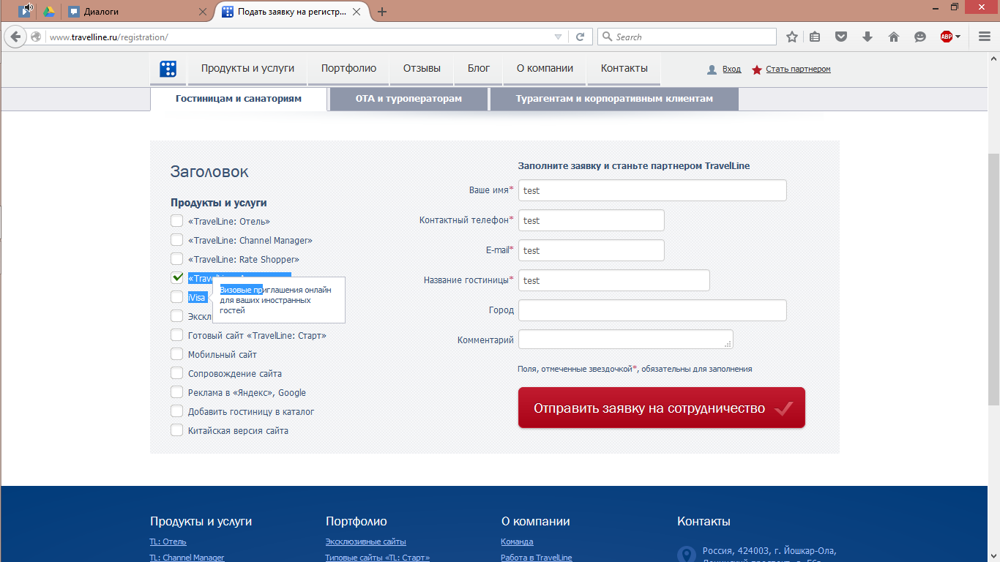 Диалоги
Подать заявку на регистр...
www.travelline.ru/registration/
Search
ABP
Продукты и услуги
Портфолио
Отзывы
Блог
О компании
Контакты
Вход
Стать партнером
Гостиницам и санаториям
ОТА и туроператорам
Турагентам и корпоративным клиентам
Заголовок
Продукты и услуги
«TravelLine: Отель»
«TravelLine: Channel Manager»
«TravelLine: Rate Shopper»
iVisa
Визовые приглашения онлайн
для ваших иностранных
гостей
Готовый сайт «TravelLine: Старт»
Мобильный сайт
Сопровождение сайта
Реклама в «Яндекс», Google
Добавить гостиницу в каталог
Китайская версия сайта
Заполните заявку и станьте партнером TravelLine
Ваше имя* test
Контактный телефон* test
E-mail* test
Название гостиницы* test
Город
Комментарий
Поля, отмеченные звездочкой*, обязательны для заполнения
Отправить заявку на сотрудничество
Продукты и услуги
TL: Отель
TL: Channel Manager
Портфолио
Эксклюзивные сайты
Типовые сайты «TL: Старт»
О компании
Команда
Работа в TravelLine
Контакты
Россия, 424003, г. Йошкар-Ола,